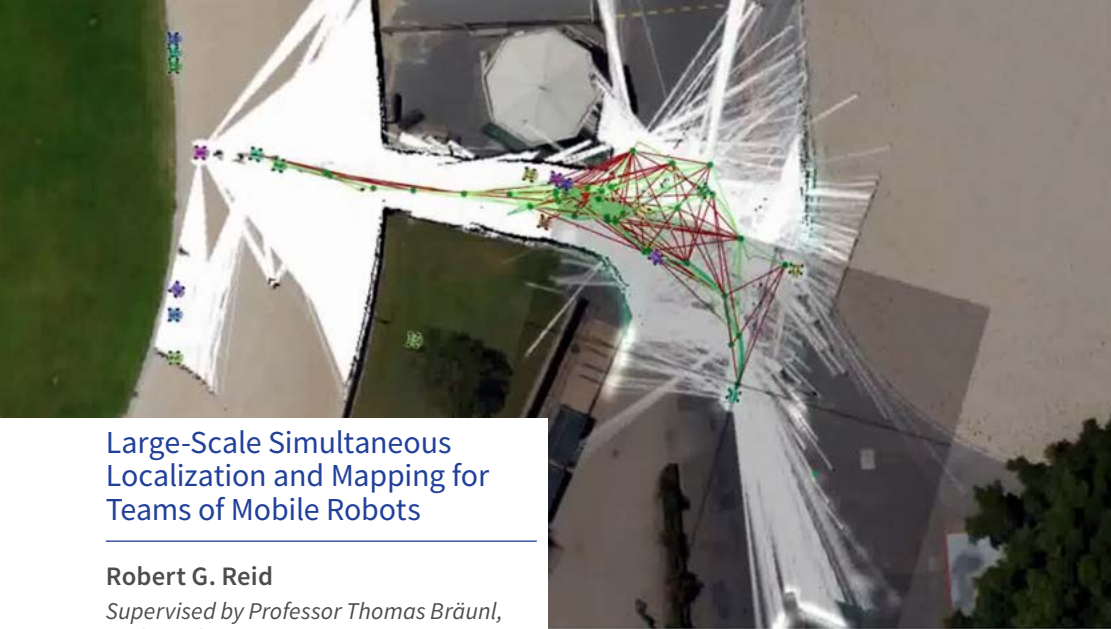 Large-Scale Simultaneous
Localization and Mapping for
Teams of Mobile Robots
Robert G. Reid
Supervised by Professor Thomas Bräunl,